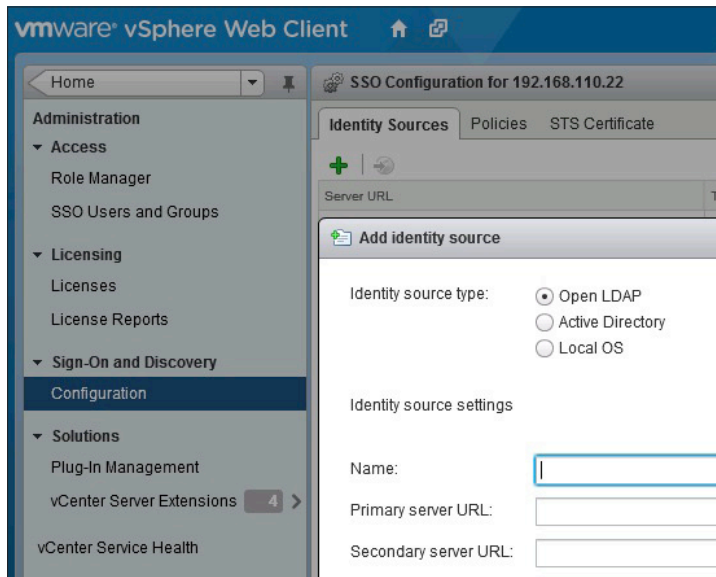 vmware® vSphere Web Client
Home
SSO Configuration for 192.168.110.22
Administration
Identity Sources Policies STS Certificate
Access
Role Manager
SSO Users and Groups
Server URL
Add identity source
Licensing
Licenses
License Reports
Identity source type:
Open LDAP
Active Directory
Local OS
Sign-On and Discovery
Configuration
Identity source settings
Solutions
Plug-In Management
vCenter Server Extensions 4
vCenter Service Health
Name:
Primary server URL:
Secondary server URL: